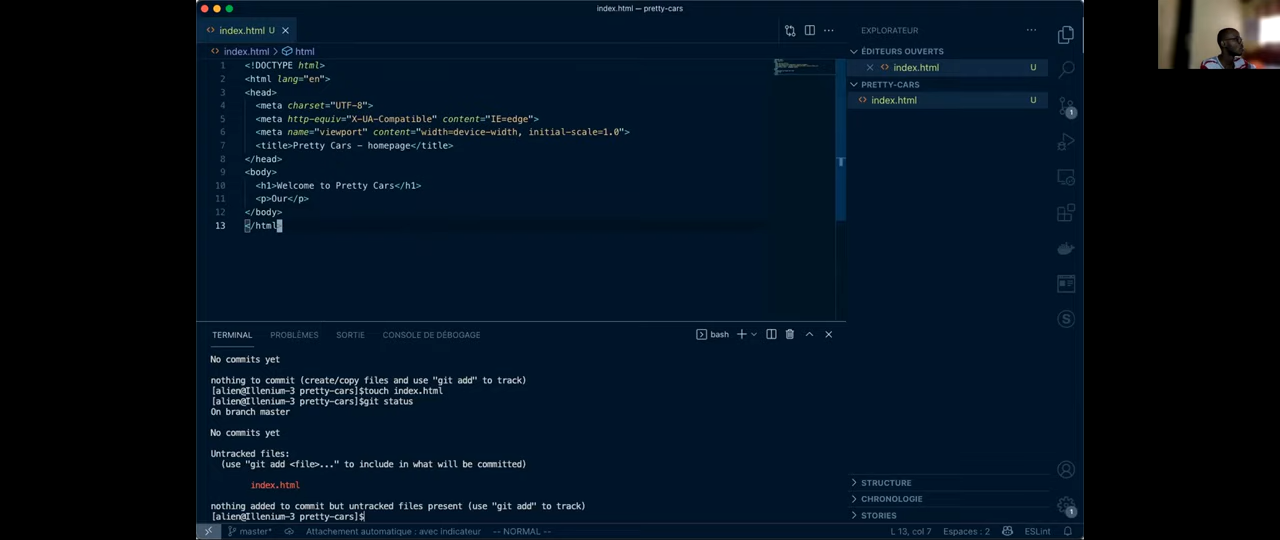 index.html — pretty-cars
index.html U
index.html > html
1 <!DOCTYPE html>
2 <html lang="en">
3 <head>
4 <meta charset="UTF-8">
5 <meta http-equiv="X-UA-Compatible" content="IE=edge">
6 <meta name="viewport" content="width=device-width, initial-scale=1.0">
7 <title>Pretty Cars - homepage</title>
8 </head>
9 <body>
10 <h1>Welcome to Pretty Cars</h1>
11 <p>Our</p>
12 </body>
13 </html>
TERMINAL PROBLÈMES SORTIE CONSOLE DE DÉBOGAGE
bash
No commits yet
nothing to commit (create/copy files and use "git add" to track)
[alien@Illenium-3 pretty-cars]$touch index.html
[alien@Illenium-3 pretty-cars]$git status
On branch master
No commits yet
Untracked files:
(use "git add <file>..." to include in what will be committed)
index.html
nothing added to commit but untracked files present (use "git add" to track)
[alien@Illenium-3 pretty-cars]$
EXPLORATEUR
ÉDITEURS OUVERTS
index.html U
PRETTY-CARS
index.html U
STRUCTURE
CHRONOLOGIE
STORIES
1
1
master* Attachement automatique : avec indicateur -- NORMAL -- L 13, col 7 Espaces : 2 ESLint